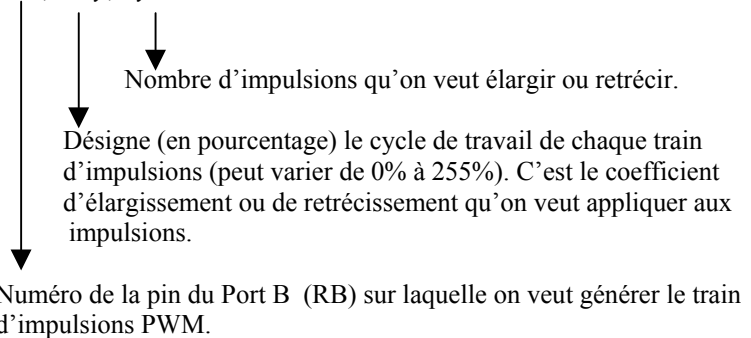 Nombre d’impulsions qu’on veut élargir ou retrécir.
Désigne (en pourcentage) le cycle de travail de chaque train
d’impulsions (peut varier de 0% à 255%). C’est le coefficient
d’élargissement ou de retrécissement qu’on veut appliquer aux
impulsions.
Numéro de la pin du Port B (RB) sur laquelle on veut générer le train
d’impulsions PWM.